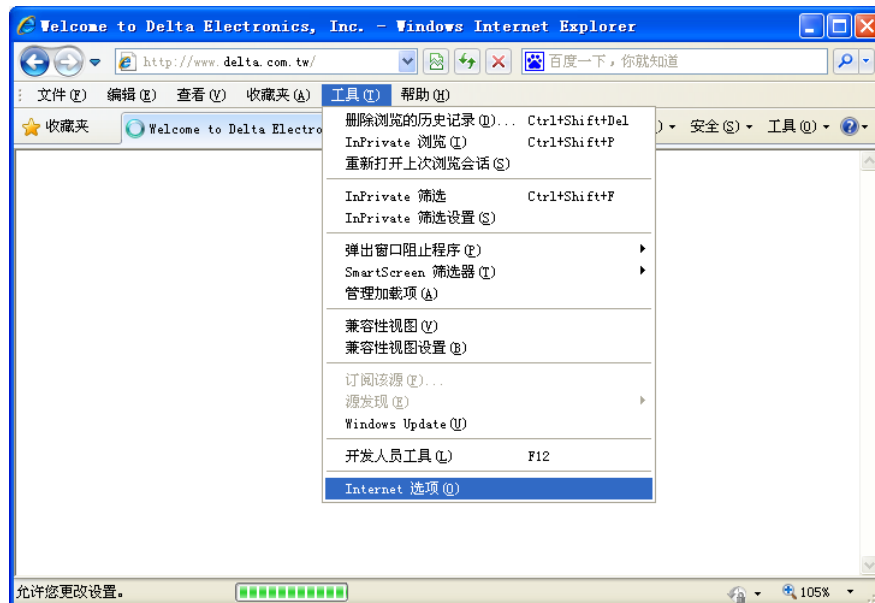 Welcome to Delta Electronics, Inc. - Windows Internet Explorer
http://www.delta.com.tw/ 百度一下，你就知道
文件(F) 编辑(E) 查看(V) 收藏夹(A) 工具(T) 帮助(H)
收藏夹 Welcome to Delta Electro ) 安全(S) 工具(O)
删除浏览的历史记录(D)... Ctrl+Shift+Del
InPrivate 浏览(I) Ctrl+Shift+P
重新打开上次浏览会话(S)
InPrivate 筛选 Ctrl+Shift+F
InPrivate 筛选设置(S)
弹出窗口阻止程序(P)
SmartScreen 筛选器(T)
管理加载项(A)
兼容性视图(V)
兼容性视图设置(B)
订阅该源(F)...
源发现(E)
Windows Update(U)
开发人员工具(L) F12
Internet 选项(O)
允许您更改设置。 105%